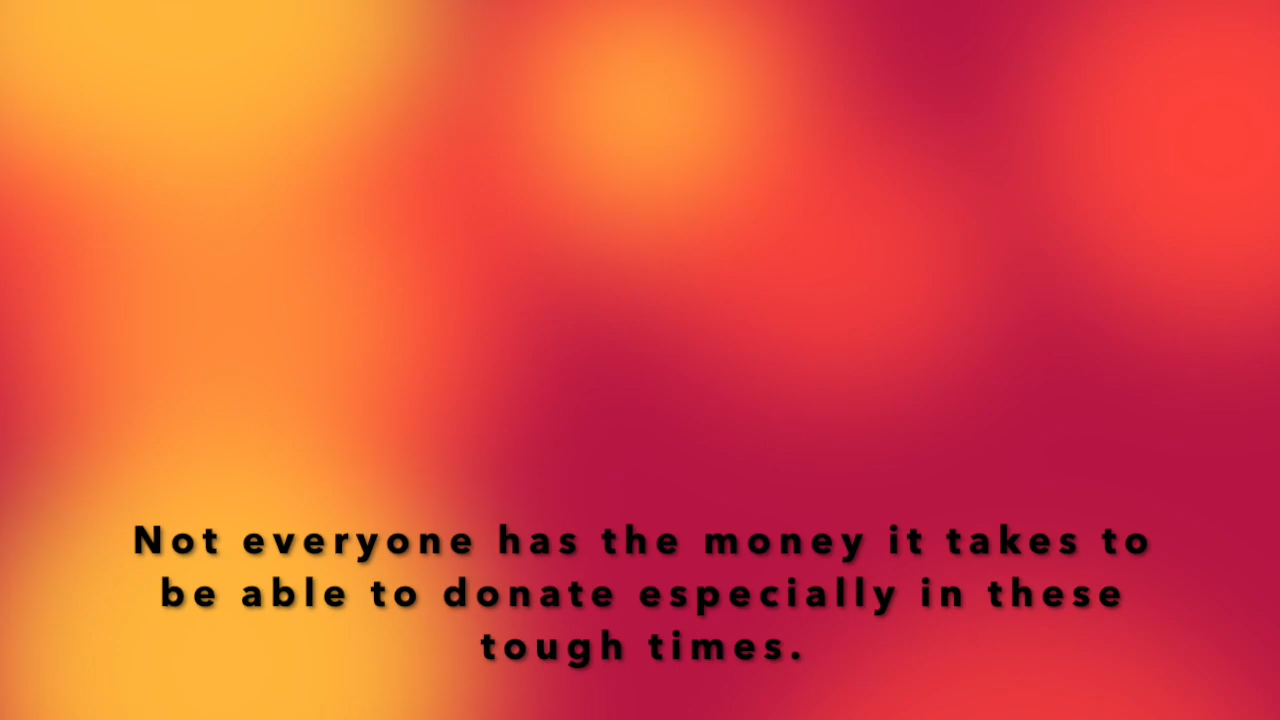 Not everyone has the money it takes to
be able to donate especially in these
tough times.